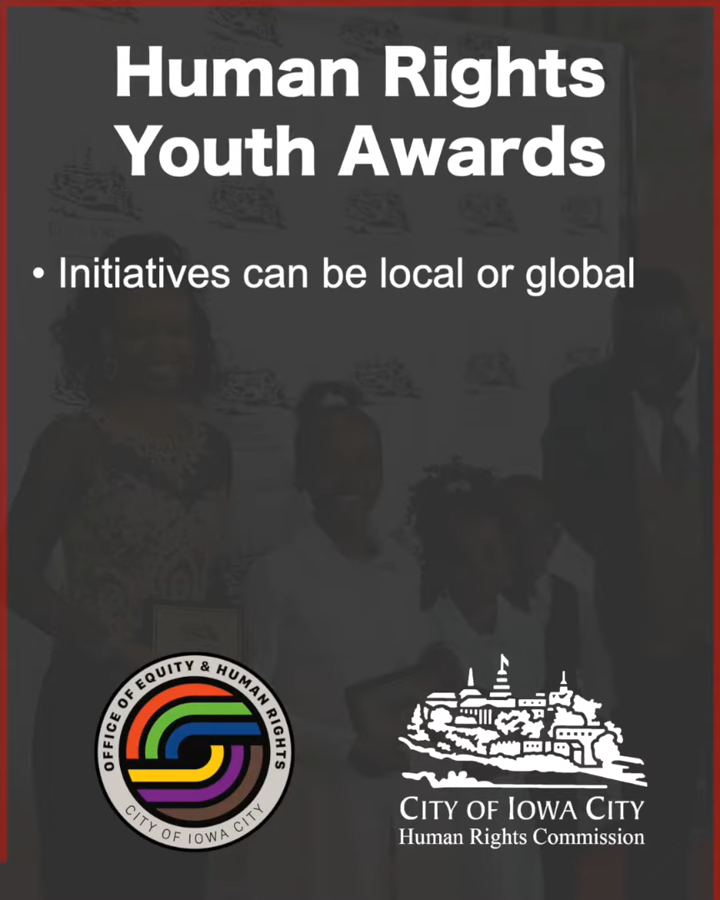 Human Rights
Youth Awards
• Initiatives can be local or global
OFFICE OF EQUITY & HUMAN RIGHTS
CITY OF IOWA CITY
CITY OF IOWA CITY
Human Rights Commission